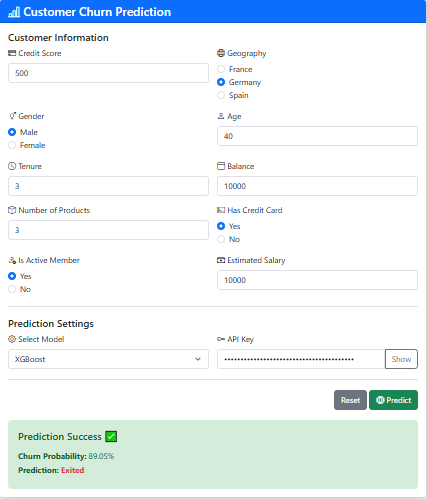 Customer Churn Prediction
Customer Information
Credit Score
500
Geography
France
Germany
Spain
Gender
Male
Female
Age
40
Tenure
3
Balance
10000
Number of Products
3
Has Credit Card
Yes
No
Is Active Member
Yes
No
Estimated Salary
10000
Prediction Settings
Select Model
XGBoost
API Key
Show
Reset
Predict
Prediction Success ✅
Churn Probability: 89.05%
Prediction: Exited